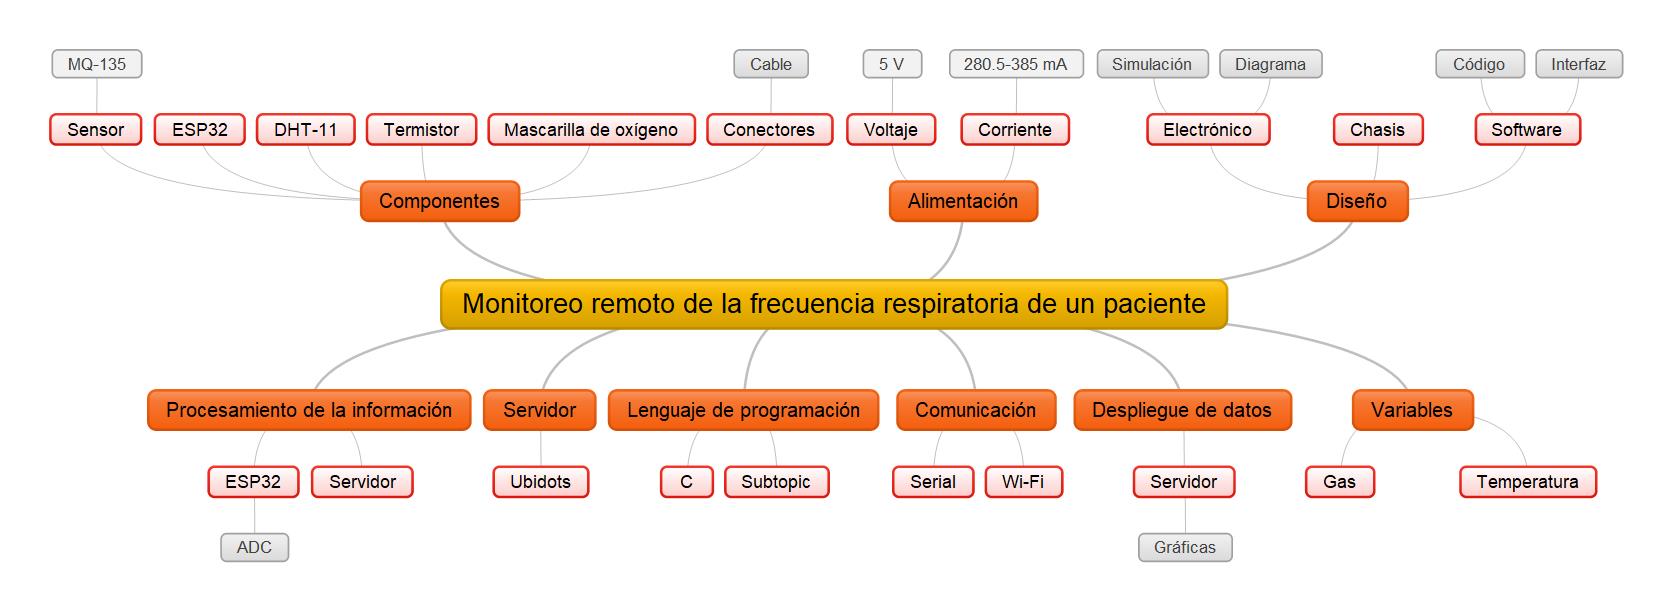 MQ-135
Cable
5 V
280.5-385 mA
Simulación
Diagrama
Código
Interfaz
Sensor
ESP32
DHT-11
Termistor
Mascarilla de oxígeno
Conectores
Voltaje
Corriente
Electrónico
Chasis
Software
Componentes
Alimentación
Diseño
Monitoreo remoto de la frecuencia respiratoria de un paciente
Procesamiento de la información
Servidor
Lenguaje de programación
Comunicación
Despliegue de datos
Variables
ESP32
Servidor
Ubidots
C
Subtopic
Serial
Wi-Fi
Servidor
Gas
Temperatura
ADC
Gráficas